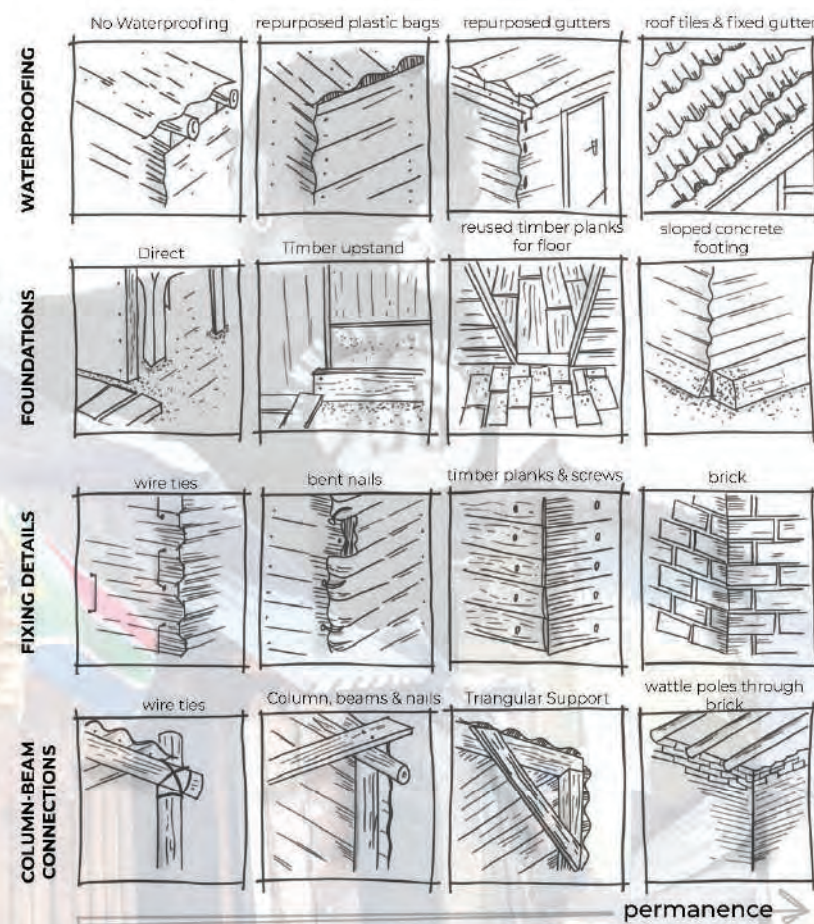 WATERPROOFING
No Waterproofing
repurposed plastic bags
repurposed gutters
roof tiles & fixed gutter
FOUNDATIONS
Direct
Timber upstand
reused timber planks
for floor
sloped concrete
footing
FIXING DETAILS
wire ties
bent nails
timber planks & screws
brick
COLUMN-BEAM
CONNECTIONS
wire ties
Column, beams & nails
Triangular Support
wattle poles through
brick
permanence